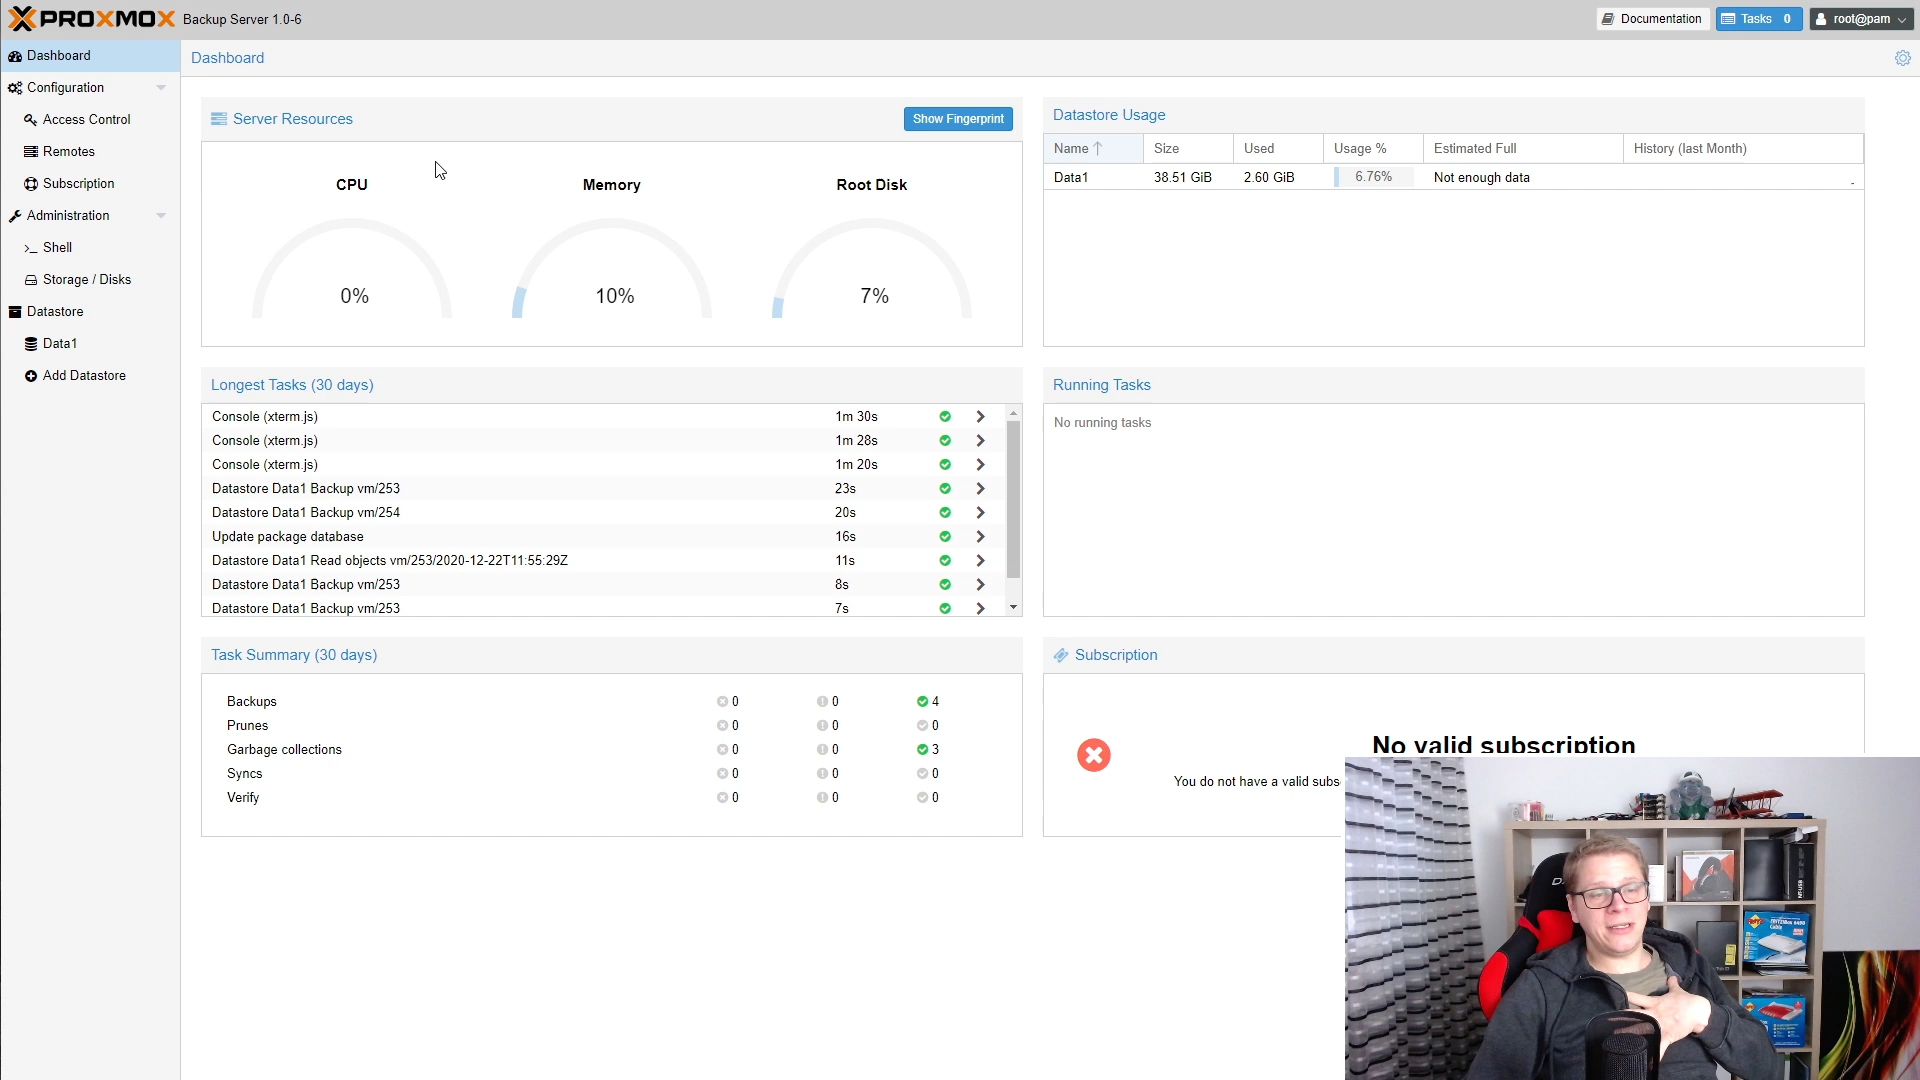 PROXMOX Backup Server 1.0-6
Documentation
Tasks 0
root@pam
Dashboard
Configuration
Access Control
Remotes
Subscription
Administration
Shell
Storage / Disks
Datastore
Data1
Add Datastore
Dashboard
Server Resources
Show Fingerprint
CPU Memory Root Disk
0% 10% 7%
Datastore Usage
Name Size Used Usage % Estimated Full History (last Month)
Data1 38.51 GiB 2.60 GiB 6.76% Not enough data
Longest Tasks (30 days)
Console (xterm.js) 1m 30s
Console (xterm.js) 1m 28s
Console (xterm.js) 1m 20s
Datastore Data1 Backup vm/253 23s
Datastore Data1 Backup vm/254 20s
Update package database 16s
Datastore Data1 Read objects vm/253/2020-12-22T11:55:29Z 11s
Datastore Data1 Backup vm/253 8s
Datastore Data1 Backup vm/253 7s
Running Tasks
No running tasks
Task Summary (30 days)
Backups 0 0 4
Prunes 0 0 0
Garbage collections 0 0 3
Syncs 0 0 0
Verify 0 0 0
Subscription
No valid subscription
You do not have a valid subs